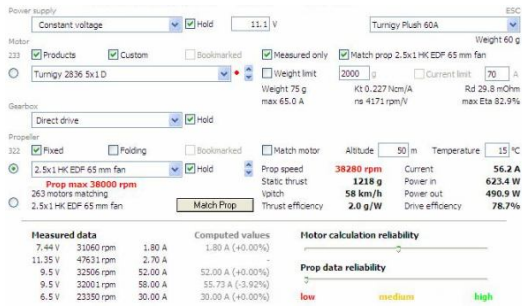 Power supply ESC
Constant voltage Hold 11.1 V Turnigy Plush 60A
Motor Weight 60 g
233 Products Custom Bookmarked Measured only Match prop 2.5x1 HK EDF 65 mm fan
Turnigy 2836 5x1 D Weight limit 2000 g Current limit 70 A
Weight 75 g Kt 0.227 Ncm/A Rd 29.8 mOhm
max 65.0 A ns 4171 rpm/V max Eta 82.9%
Gearbox
Direct drive Hold
Propeller
322 Fixed Folding Bookmarked Match motor Altitude 50 m Temperature 15 °C
2.5x1 HK EDF 65 mm fan Hold Prop speed 38280 rpm Current 56.2 A
Prop max 38000 rpm Static thrust 1218 g Power in 623.4 W
263 motors matching Vpitch 58 km/h Power out 490.9 W
2.5x1 HK EDF 65 mm fan Match Prop Thrust efficiency 2.0 g/W Drive efficiency 78.7%
Measured data Computed values Motor calculation reliability
7.44 V 31060 rpm 1.80 A 1.80 A (+0.00%)
11.35 V 47631 rpm 2.70 A -
9.5 V 32506 rpm 52.00 A 52.00 A (+0.00%) Prop data reliability
9.5 V 32001 rpm 58.00 A 55.73 A (-3.92%)
6.5 V 23350 rpm 30.00 A 30.00 A (+0.00%) low medium high